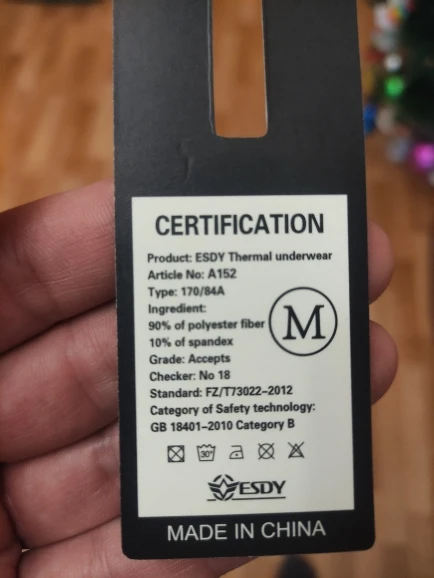 CERTIFICATION
Product: ESDY Thermal underwear
Article No: A152
Type: 170/84A
Ingredient:
90% of polyester fiber
10% of spandex
M
Grade: Accepts
Checker: No 18
Standard: FZ/T73022-2012
Category of Safety technology:
GB 18401-2010 Category B
30°
ESDY
MADE IN CHINA